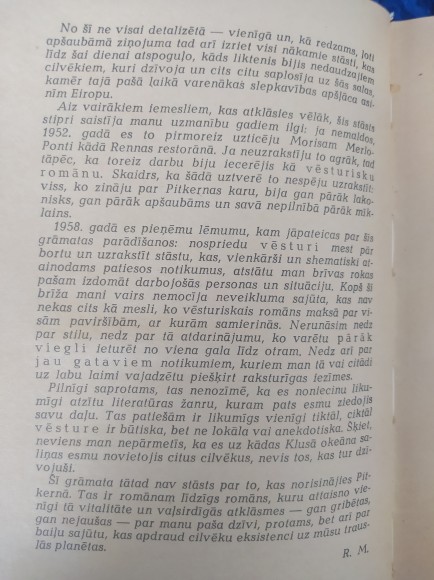 No šī ne visai detalizētā — vienīgā un, kā redzams, ļoti
apšaubāmā ziņojuma tad arī izriet visi nākamie stāsti, kas
līdz šai dienai atspoguļo, kāds liktenis bijis nedaudzajiem
cilvēkiem, kuri dzīvoja un cits citu saplosīja uz šās salas,
kamēr tajā pašā laikā varenākas slepkavības apšļāca asi-
nīm Eiropu.
Aiz vairākiem iemesliem, kas atklāsies vēlāk, šis stāsts
stipri saistīja manu uzmanību gadiem ilgi: ja nemaldos,
1952. gadā es to pirmoreiz uzticēju Morisam Merlo-
Ponti kādā Rennas restorānā. Ja neuzrakstīju to agrāk, tad
tāpēc, ka toreiz darbu biju iecerējis kā vēsturisku
romānu. Skaidrs, ka šādā uztverē to nespēju uzrakstīt:
viss, ko zināju par Pitkernas karu, bija gan pārāk lako-
nisks, gan pārāk apšaubāms un savā nepilnībā pārāk mīk-
lains.
1958. gadā es pieņēmu lēmumu, kam jāpateicas par šīs
grāmatas parādīšanos: nospriedu vēsturi mest pār
bortu un uzrakstīt stāstu, kas, vienkārši un shematiski at-
ainodams patiesos notikumus, atstātu man brīvas rokas
pašam izdomāt darbojošās personas un situāciju. Kopš šī
brīža mani vairs nemocīja neveikluma sajūta, kas nav
nekas cits kā mesli, ko vēsturiskais romāns maksā par vi-
sām paviršībām, ar kurām samierinās. Nerunāsim nedz
par stilu, nedz par tā atdarinājumu, ko varētu pārāk
viegli ieturēt no viena gala līdz otram. Nedz arī par
jau gataviem notikumiem, kuriem man tā vai citādi
uz labu laimi vajadzētu piešķirt raksturīgas iezīmes.
Pilnīgi saprotams, tas nenozīmē, ka es noniecinu liku-
mīgi atzītu literatūras žanru, kuram pats esmu ziedojis
savu daļu. Tas patiešām ir likumīgs vienīgi tiktāl, ciktāl
vēsture ir būtiska, bet ne lokāla vai anekdotiska. Šķiet,
neviens man nepārmetīs, ka es uz kādas Klusā okeāna sa-
liņas esmu novietojis citus cilvēkus, nevis tos, kas tur dzī-
vojuši.
Šī grāmata tātad nav stāsts par to, kas norisinājies Pit-
kernā. Tas ir romānam līdzīgs romāns, kuru attaisno vie-
nīgi tā vitalitāte un vaļsirdīgās atklāsmes — gan gribētas,
gan nejaušas — par manu paša dzīvi, protams, bet arī par
baiļu sajūtu, kas apdraud cilvēku eksistenci uz mūsu traus-
lās planētas.
R. M.